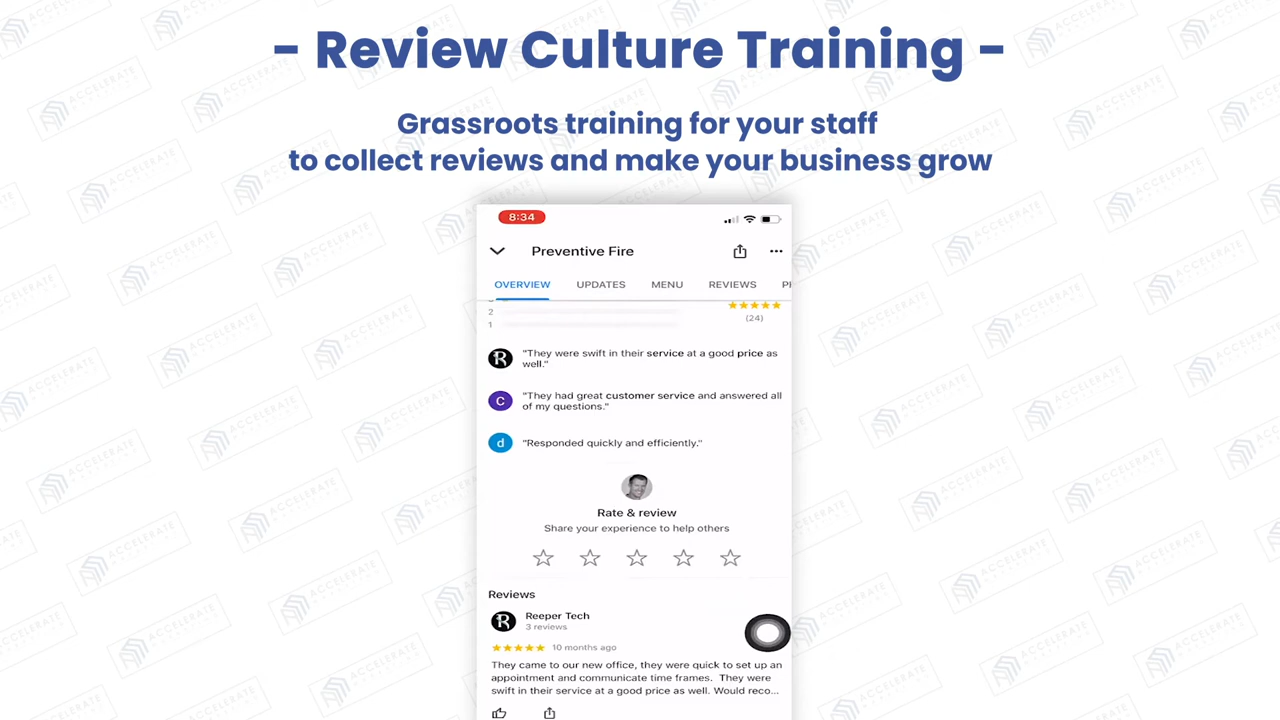 - Review Culture Training -
Grassroots training for your staff
to collect reviews and make your business grow
8:34
Preventive Fire
OVERVIEW
UPDATES
MENU
REVIEWS
2
1
(24)
R
"They were swift in their service at a good price as
well."
C
"They had great customer service and answered all
of my questions."
d
"Responded quickly and efficiently."
Rate & review
Share your experience to help others
Reviews
R
Reeper Tech
3 reviews
10 months ago
They came to our new office, they were quick to set up an
appointment and communicate time frames. They were
swift in their service at a good price as well. Would reco...
ACCELERATE